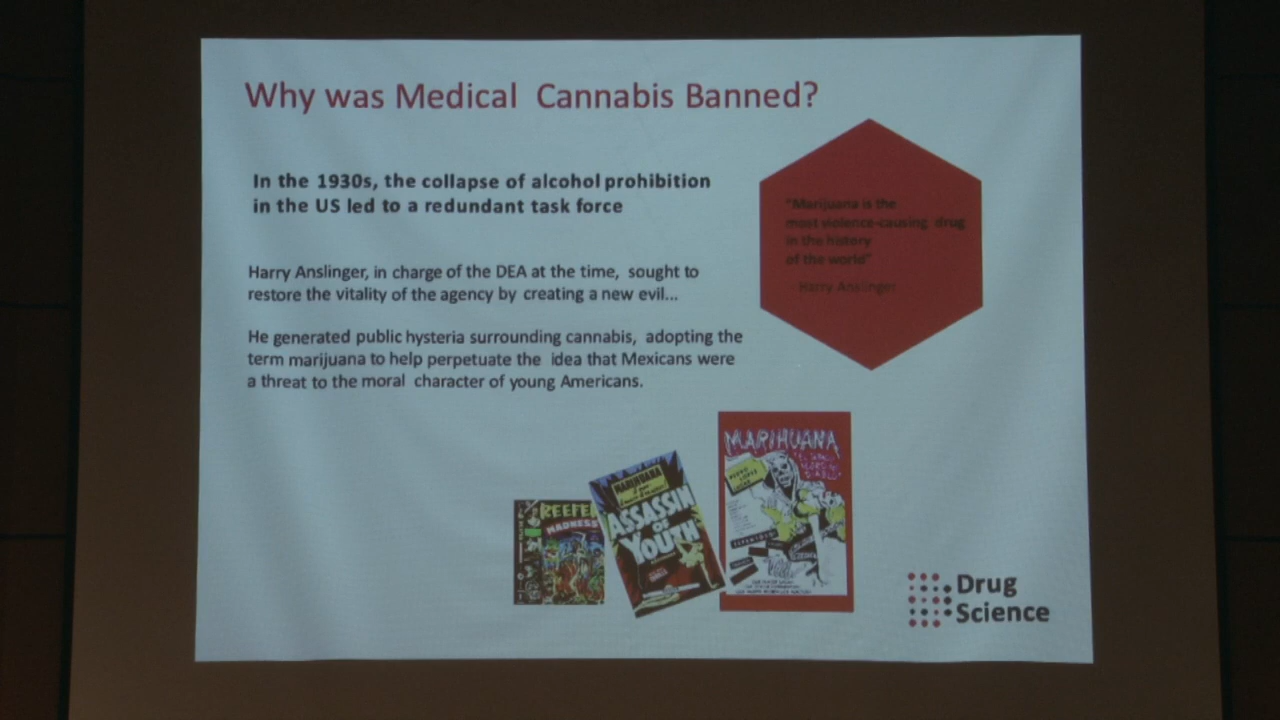 Why was Medical Cannabis Banned?
In the 1930s, the collapse of alcohol prohibition
in the US led to a redundant task force
Harry Anslinger, in charge of the DEA at the time, sought to
restore the vitality of the agency by creating a new evil...
He generated public hysteria surrounding cannabis, adopting the
term marijuana to help perpetuate the idea that Mexicans were
a threat to the moral character of young Americans.
"Marijuana is the
most violence-causing drug
in the history
of the world"
Harry Anslinger
REEFER
MADNESS
MARIHUANA
ASSASSIN
OF
YOUTH
MARIHUANA
Drug
Science